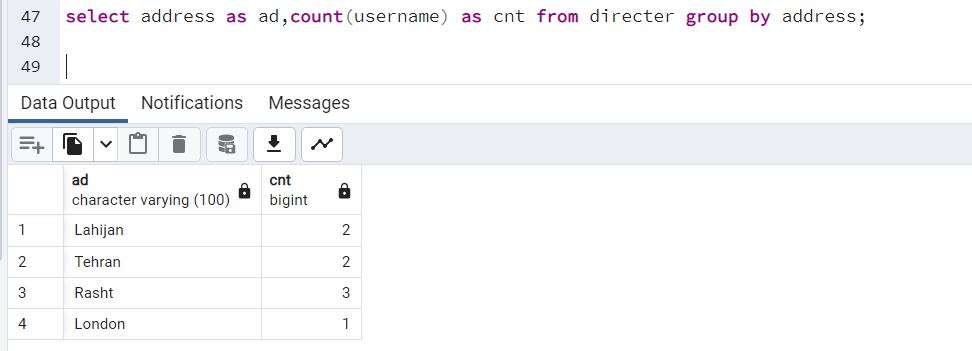 47 select address as ad,count(username) as cnt from directer group by address;
48
49
Data Output Notifications Messages
ad cnt
character varying (100) bigint
1 Lahijan 2
2 Tehran 2
3 Rasht 3
4 London 1